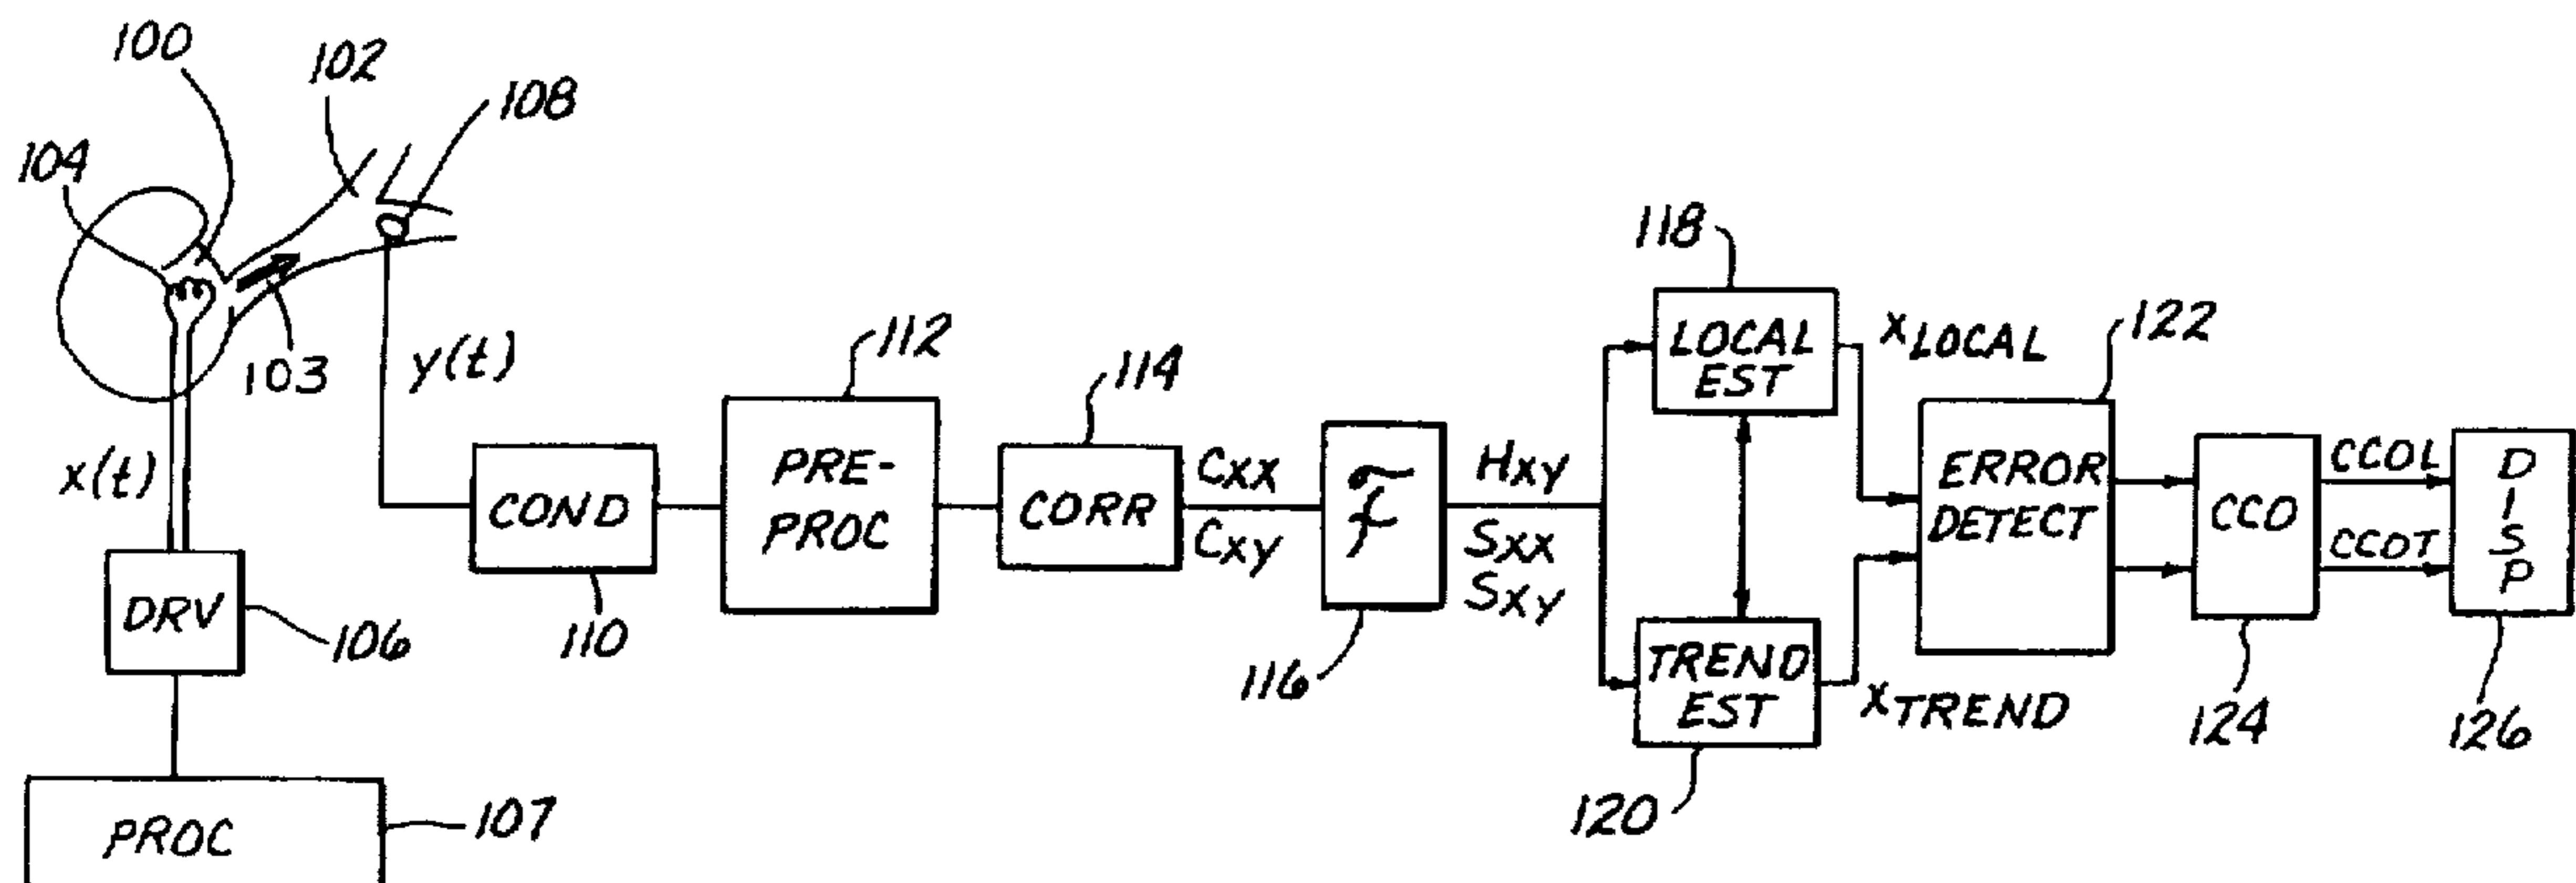 100
102
108
104
103
x(t)
y(t)
DRV
106
PROC
107
COND
110
PRE-
PROC
112
CORR
114
Cxx
Cxy
F
116
Hxy
Sxx
Sxy
118
LOCAL
EST
XLOCAL
TREND
EST
120
XTREND
122
ERROR
DETECT
CCO
124
CCOL
CCOT
D
I
S
P
126